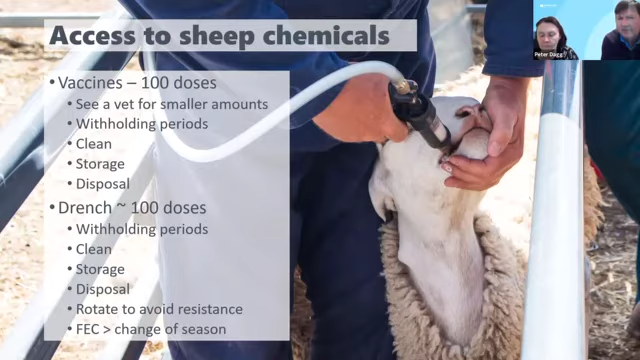 Access to sheep chemicals
• Vaccines – 100 doses
• See a vet for smaller amounts
• Withholding periods
• Clean
• Storage
• Disposal
• Drench ~ 100 doses
• Withholding periods
• Clean
• Storage
• Disposal
• Rotate to avoid resistance
• FEC > change of season
Peter Dagg